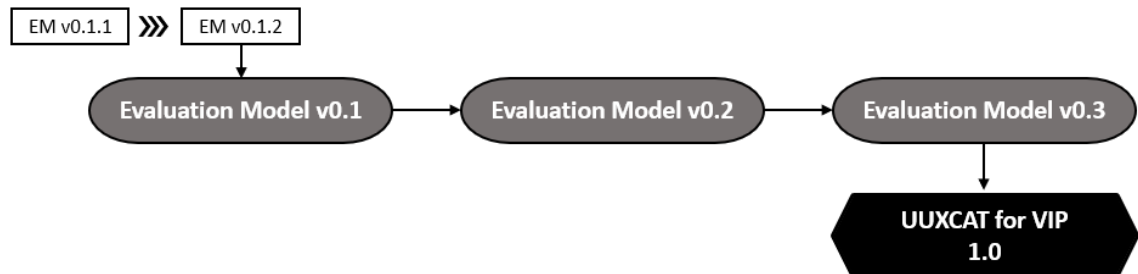 EM v0.1.1
EM v0.1.2
Evaluation Model v0.1
Evaluation Model v0.2
Evaluation Model v0.3
UUXCAT for VIP
1.0